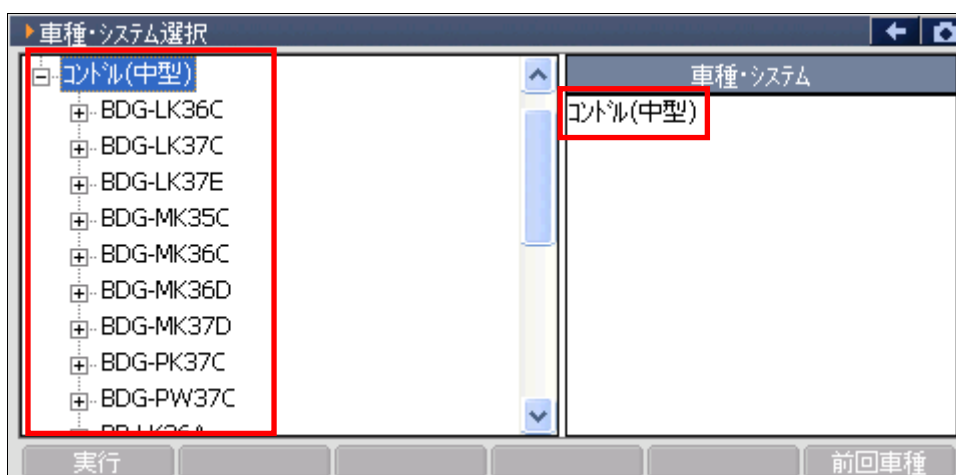 車種･システム選択
コンドル(中型)
BDG-LK36C
BDG-LK37C
BDG-LK37E
BDG-MK35C
BDG-MK36C
BDG-MK36D
BDG-MK37D
BDG-PK37C
BDG-PW37C
車種･システム
コンドル(中型)
実行
前回車種